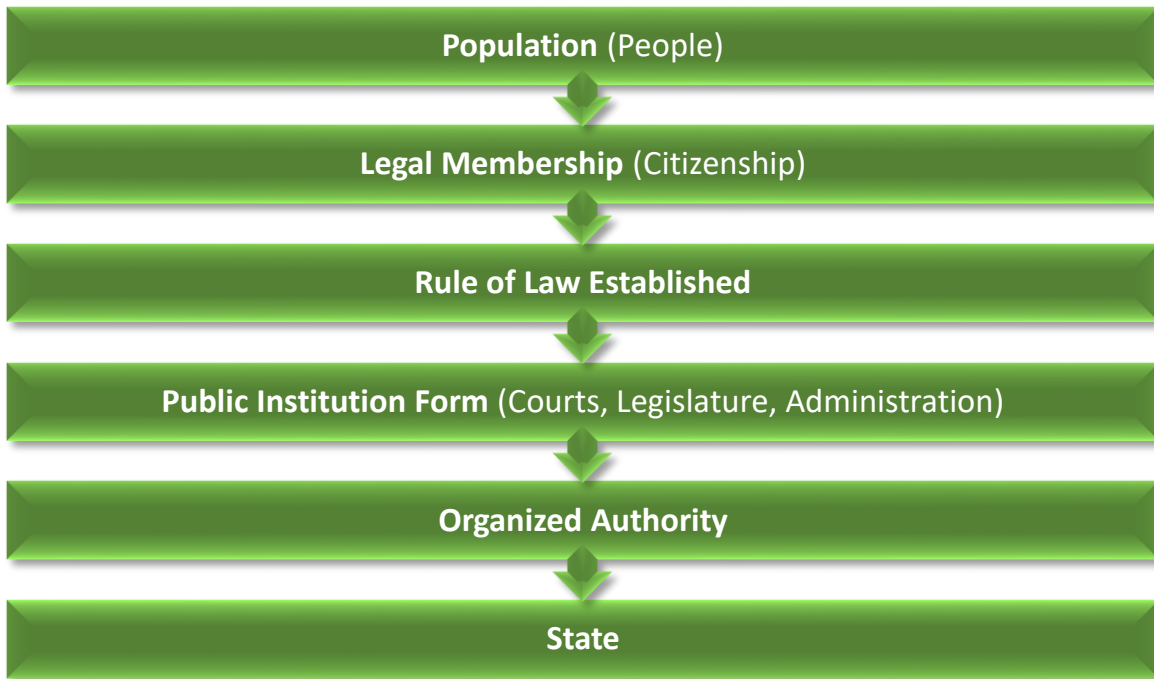 Population (People)
Legal Membership (Citizenship)
Rule of Law Established
Public Institution Form (Courts, Legislature, Administration)
Organized Authority
State